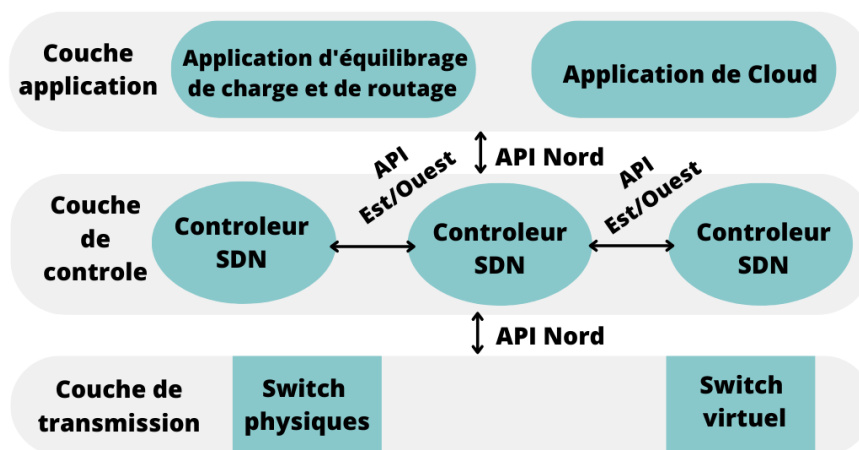 Couche
application
Application d'équilibrage
de charge et de routage
Application de Cloud
API Nord
API
Est/Ouest
API
Est/Ouest
Couche
de
controle
Controleur
SDN
Controleur
SDN
Controleur
SDN
API Nord
Couche de
transmission
Switch
physiques
Switch
virtuel